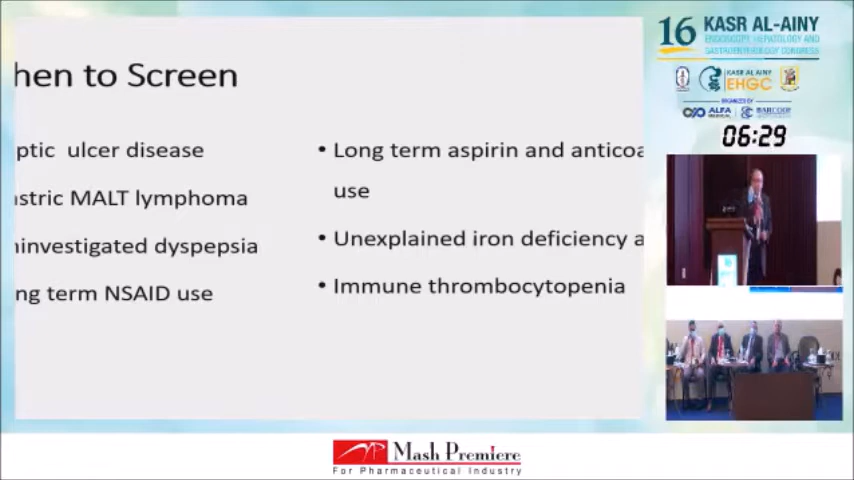 hen to Screen
ptic ulcer disease
stric MALT lymphoma
ninvestigated dyspepsia
ng term NSAID use
• Long term aspirin and anticoa
use
• Unexplained iron deficiency a
• Immune thrombocytopenia
16 KASR AL-AINY
ENDOSCOPY, HEPATOLOGY AND
GASTROENTEROLOGY CONGRESS
KASR AL AINY
EHGC
ORGANIZED BY
ALFA
MEDICAL
06:29
Mash Premiere
For Pharmaceutical Industry